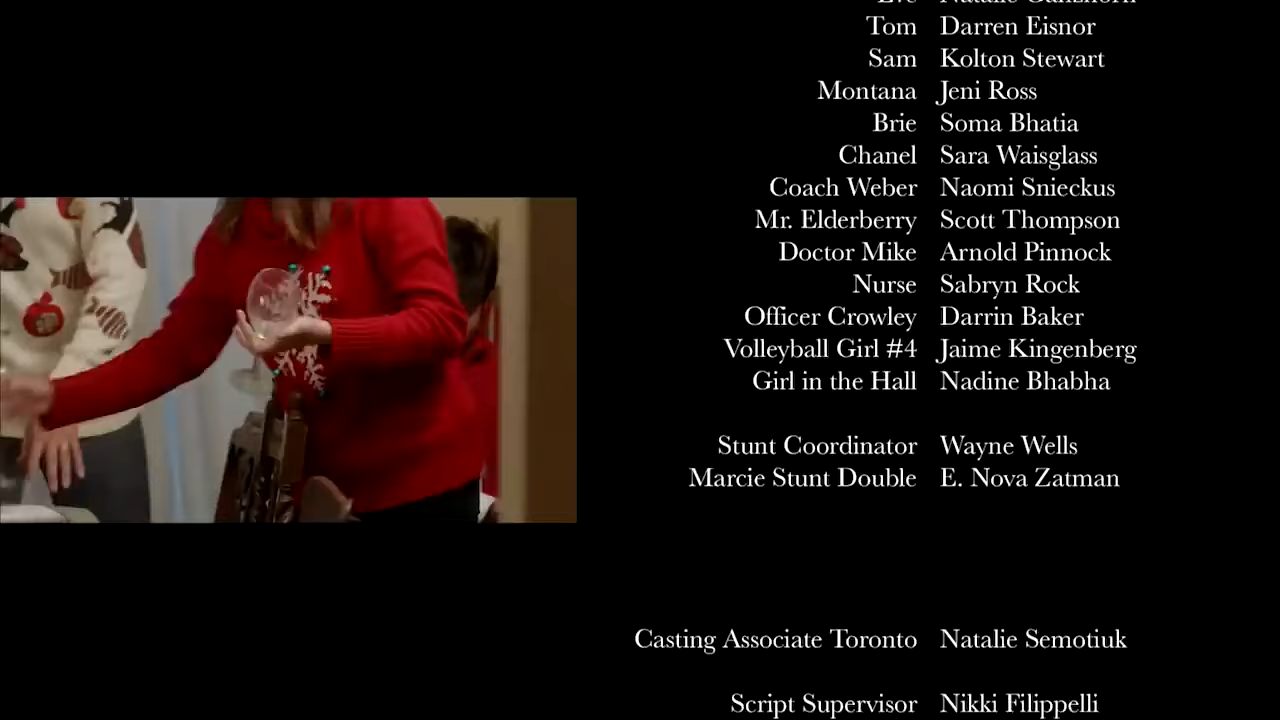 Tom Darren Eisnor
Sam Kolton Stewart
Montana Jeni Ross
Brie Soma Bhatia
Chanel Sara Waisglass
Coach Weber Naomi Snieckus
Mr. Elderberry Scott Thompson
Doctor Mike Arnold Pinnock
Nurse Sabryn Rock
Officer Crowley Darrin Baker
Volleyball Girl #4 Jaime Kingenberg
Girl in the Hall Nadine Bhabha
Stunt Coordinator Wayne Wells
Marcie Stunt Double E. Nova Zatman
Casting Associate Toronto Natalie Semotiuk
Script Supervisor Nikki Filippelli